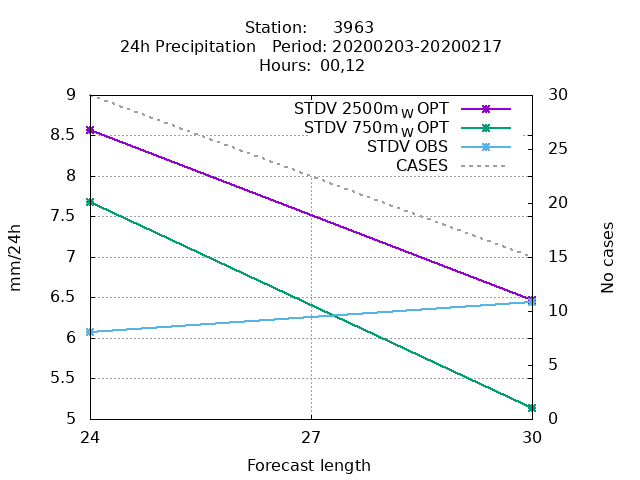 Station: 3963
24h Precipitation Period: 20200203-20200217
Hours: 00,12
STDV 2500m_W OPT
STDV 750m_W OPT
STDV OBS
CASES
9
8.5
8
7.5
7
6.5
6
5.5
5
30
25
20
15
10
5
0
mm/24h
No cases
24 27 30
Forecast length